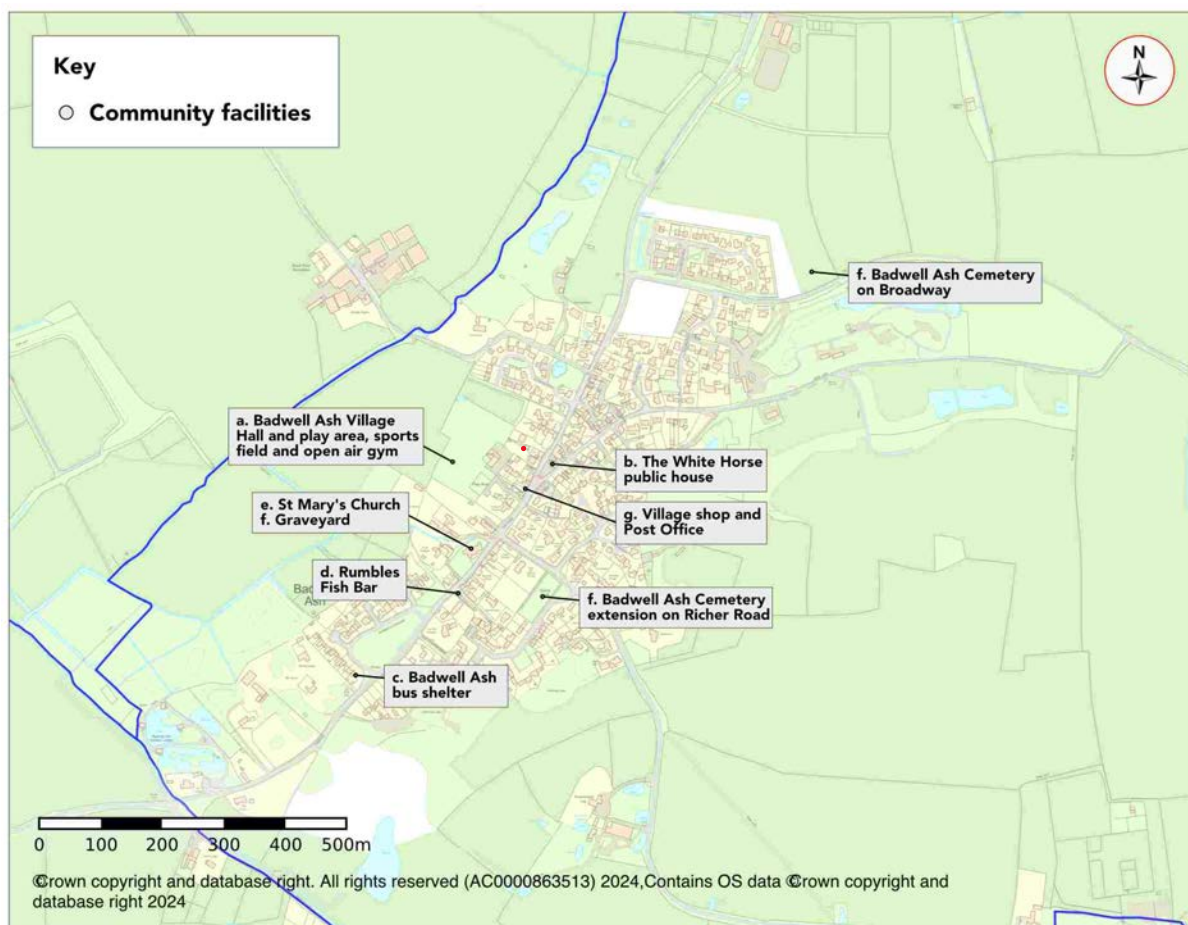 Key
Community facilities
N
f. Badwell Ash Cemetery
on Broadway
a. Badwell Ash Village
Hall and play area, sports
field and open air gym
b. The White Horse
public house
g. Village shop and
Post Office
e. St Mary's Church
f. Graveyard
d. Rumbles
Fish Bar
f. Badwell Ash Cemetery
extension on Richer Road
Ash
c. Badwell Ash
bus shelter
0 100 200 300 400 500m
©Crown copyright and database right. All rights reserved (AC0000863513) 2024,Contains OS data ©Crown copyright and
database right 2024